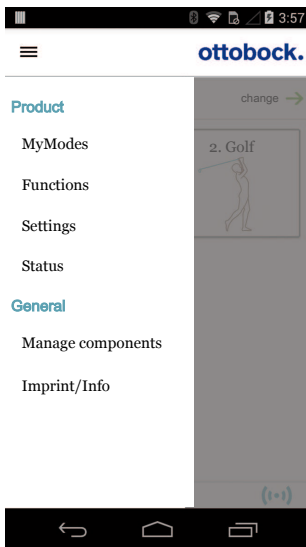 3:57
ottobock.
change
Product
MyModes
2. Golf
Functions
Settings
Status
General
Manage components
Imprint/Info